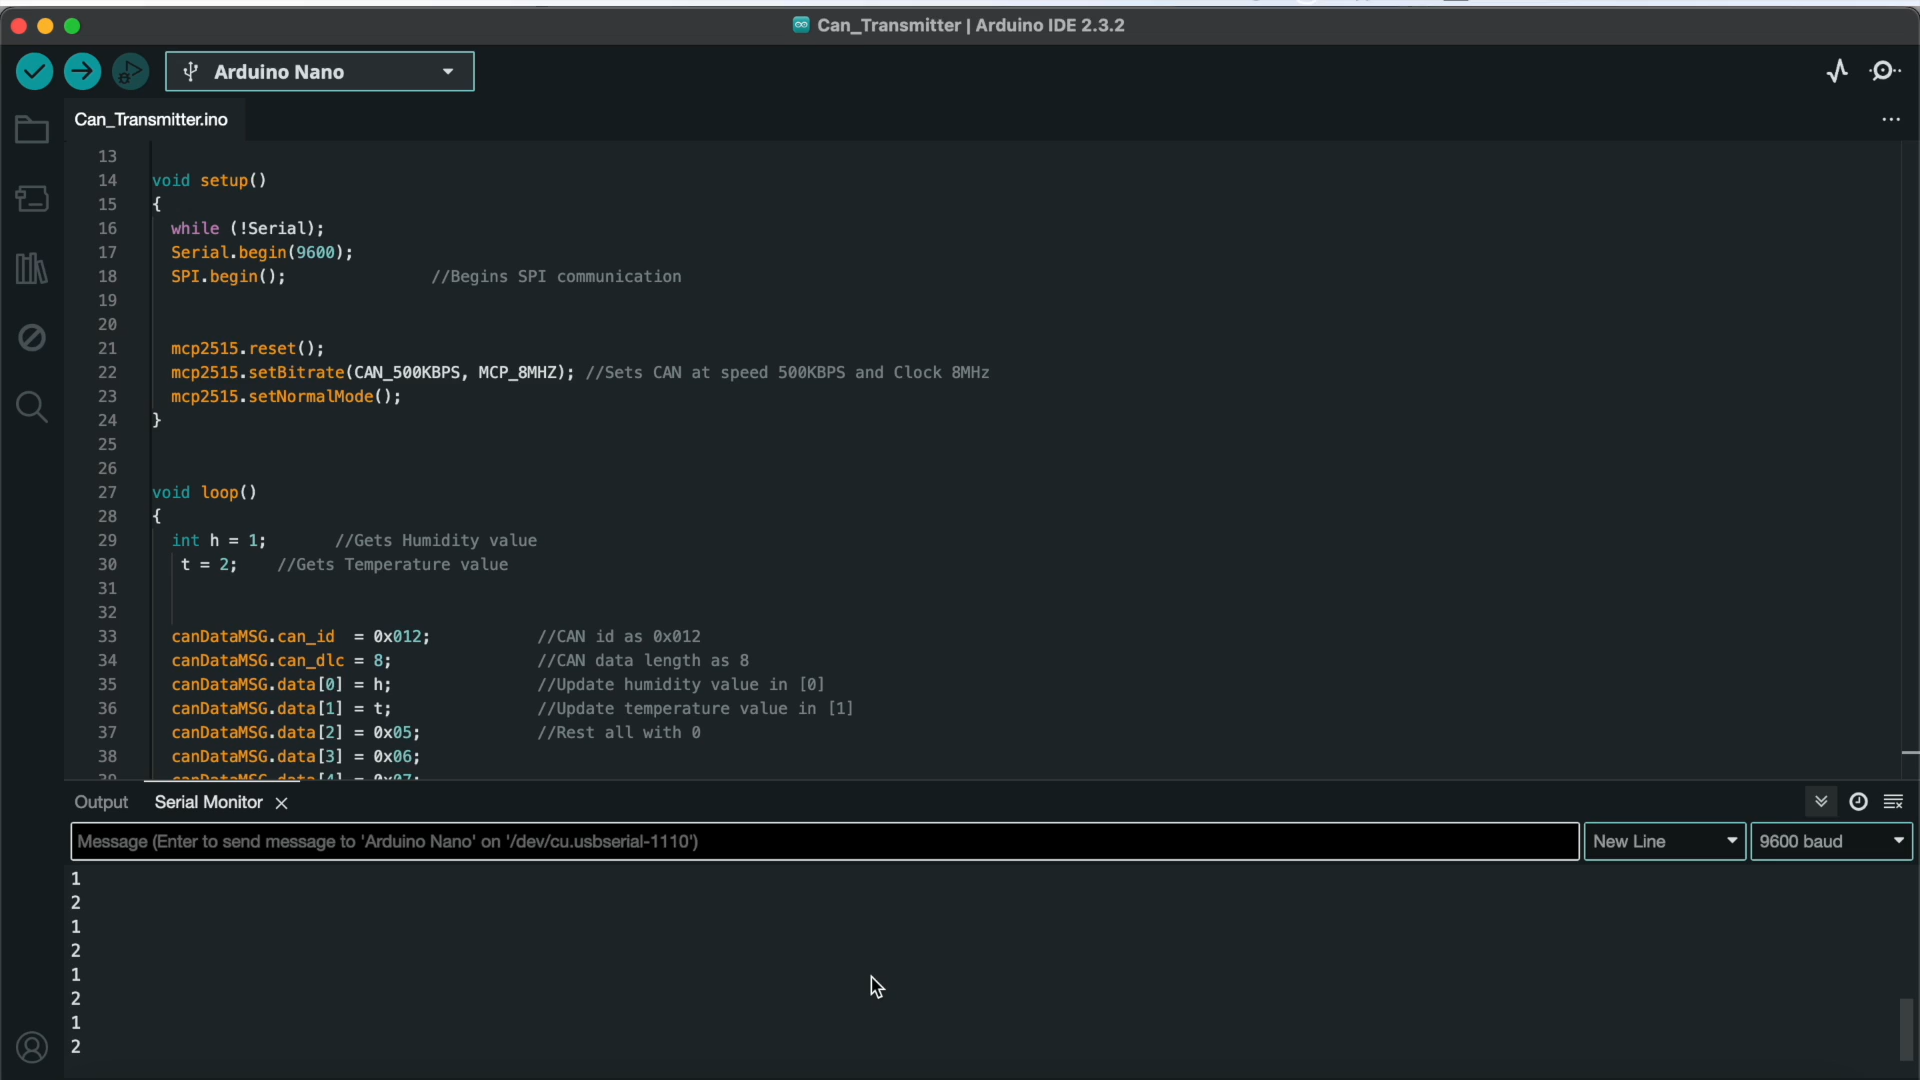 Can_Transmitter | Arduino IDE 2.3.2
Arduino Nano
Can_Transmitter.ino
13
14 void setup()
15 {
16 while (!Serial);
17 Serial.begin(9600);
18 SPI.begin(); //Begins SPI communication
19
20
21 mcp2515.reset();
22 mcp2515.setBitrate(CAN_500KBPS, MCP_8MHZ); //Sets CAN at speed 500KBPS and Clock 8MHz
23 mcp2515.setNormalMode();
24 }
25
26
27 void loop()
28 {
29 int h = 1; //Gets Humidity value
30 t = 2; //Gets Temperature value
31
32
33 canDataMSG.can_id = 0x012; //CAN id as 0x012
34 canDataMSG.can_dlc = 8; //CAN data length as 8
35 canDataMSG.data[0] = h; //Update humidity value in [0]
36 canDataMSG.data[1] = t; //Update temperature value in [1]
37 canDataMSG.data[2] = 0x05; //Rest all with 0
38 canDataMSG.data[3] = 0x06;
39 canDataMSG.data[4] = 0x07;
Output Serial Monitor
Message (Enter to send message to 'Arduino Nano' on '/dev/cu.usbserial-1110') New Line 9600 baud
1
2
1
2
1
2
1
2